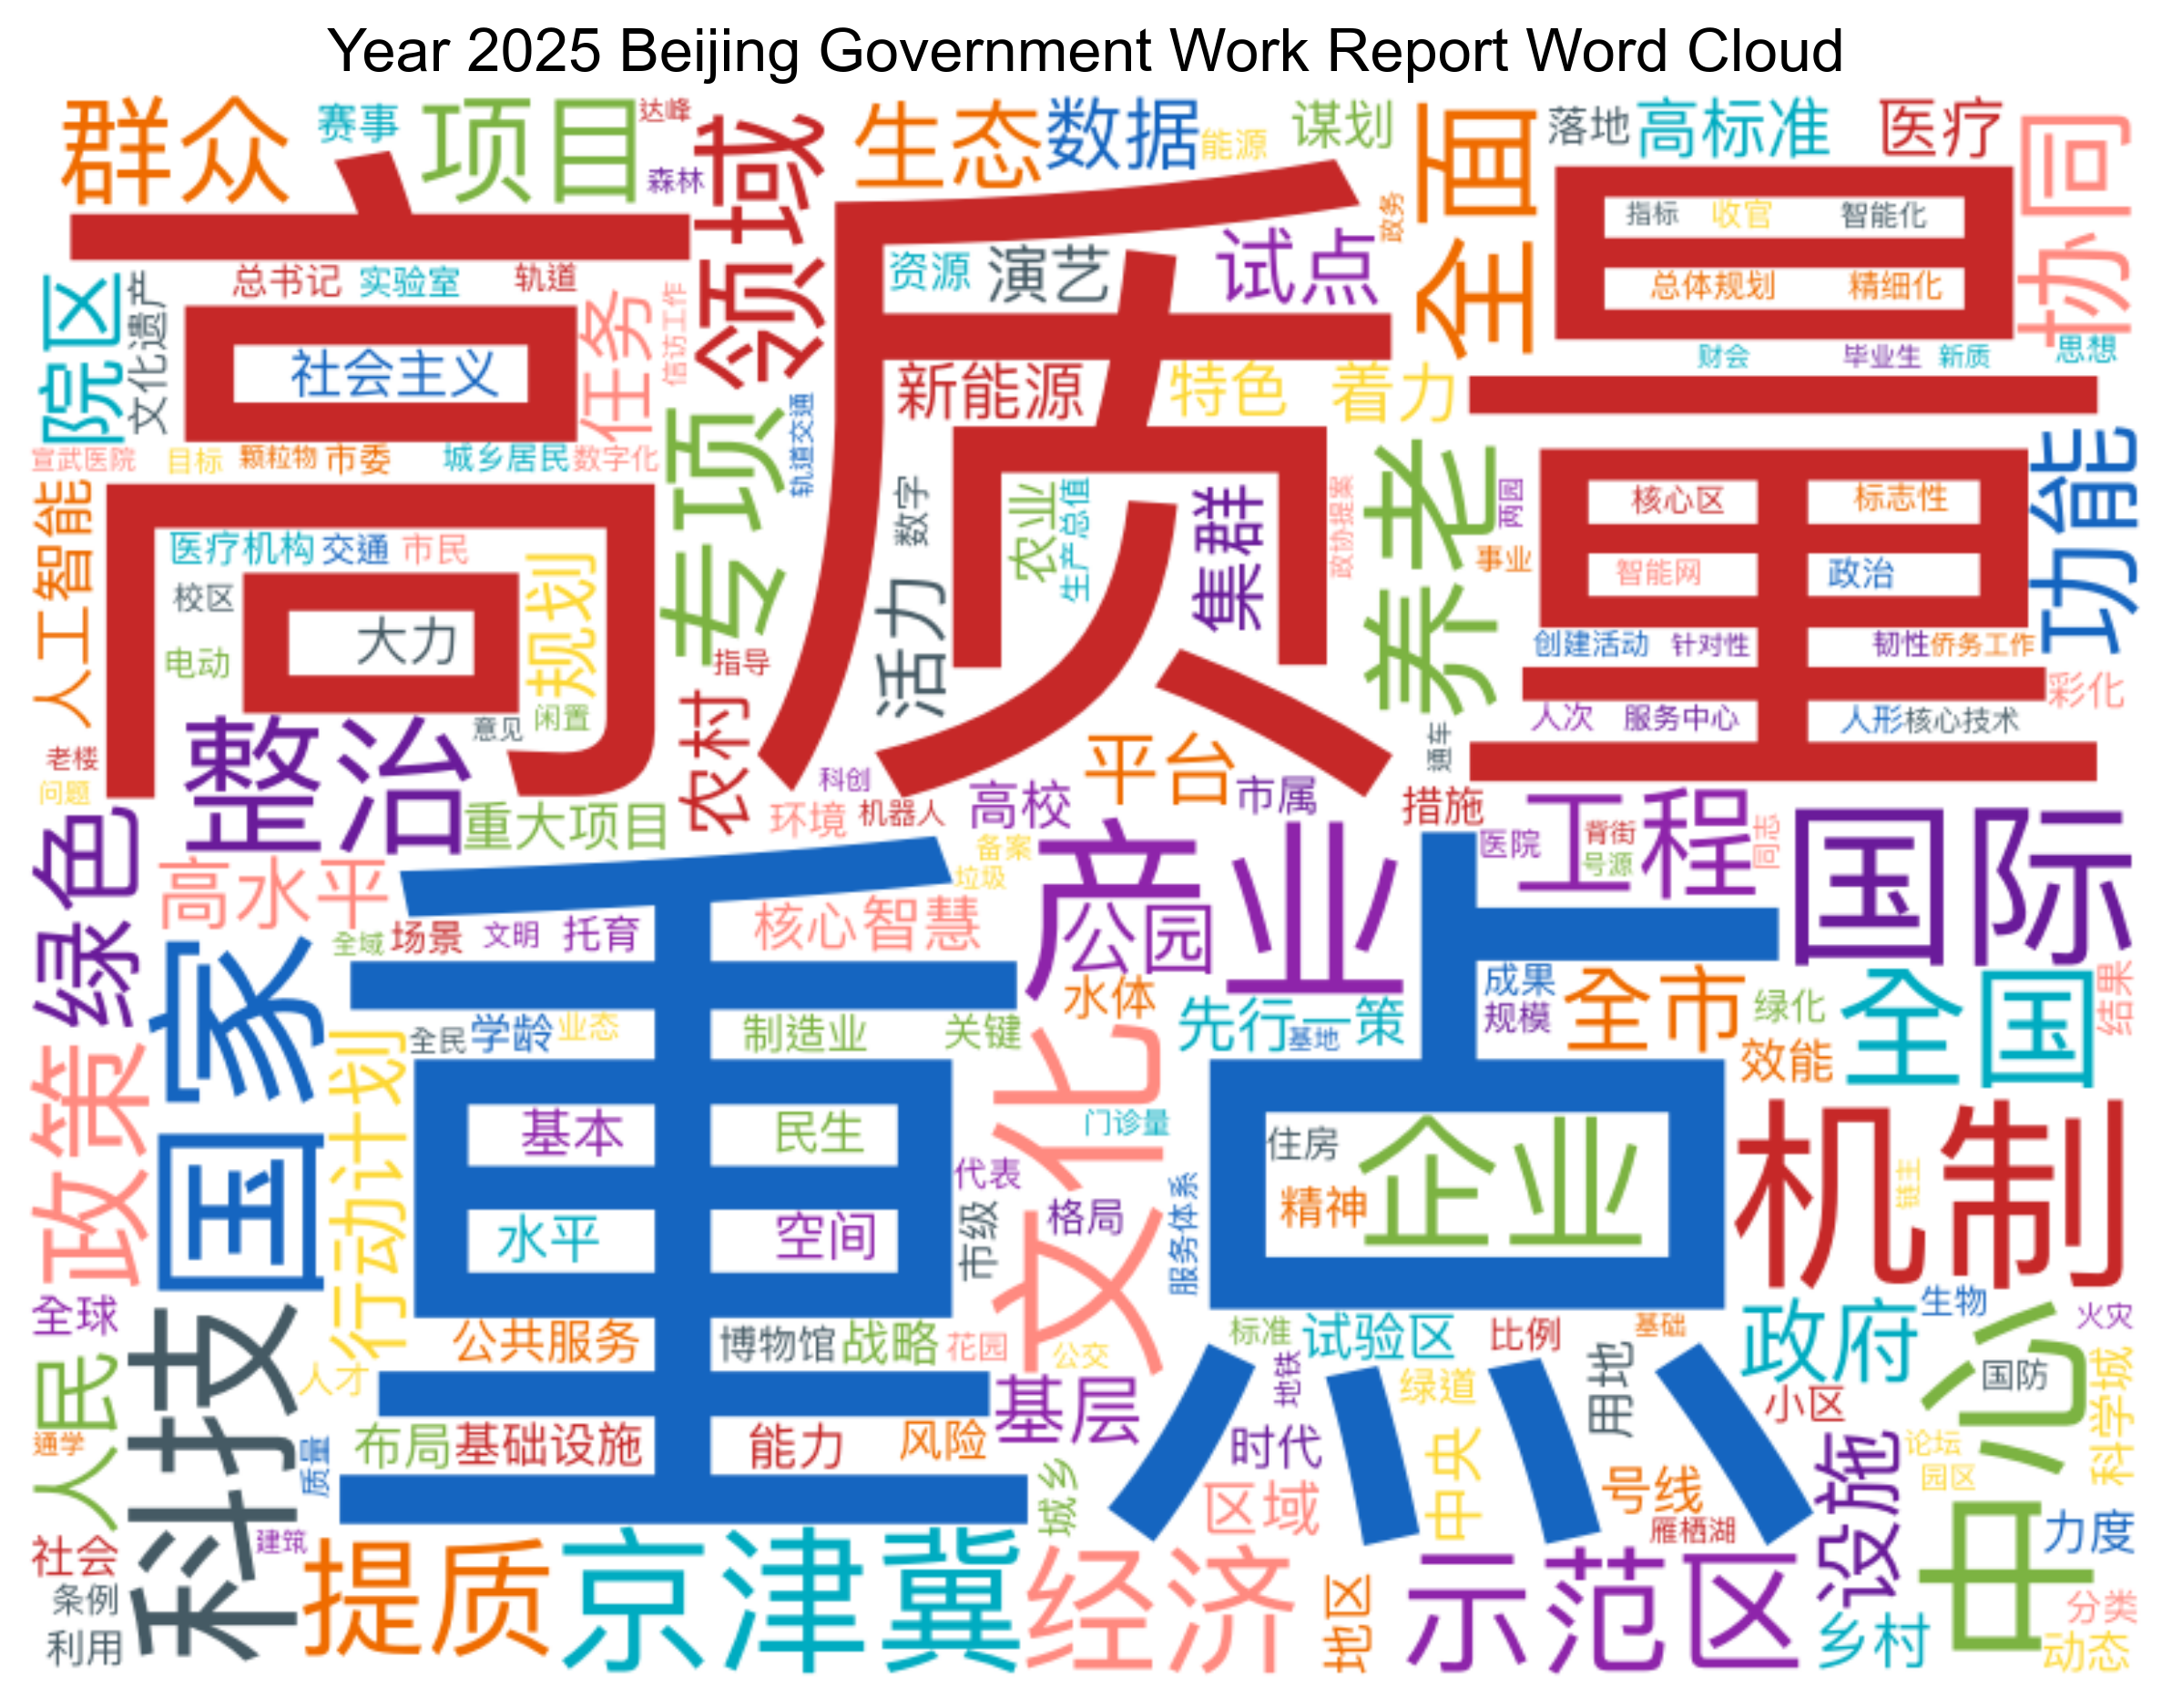 Year 2025 Beijing Government Work Report Word Cloud
群众
赛事
项目
达峰
森林
领域
生态
数据
能源
谋划
政务
全面
落地
高标准
医疗
协同
高质量
指标
收官
智能化
总体规划
精细化
总书记
实验室
轨道
院区
文化遗产
社会主义
任务
信访工作
资源
演艺
试点
新能源
特色
着力
财会
毕业生
新质
思想
宣武医院
目标
颗粒物
市委
城乡居民
数字化
专项
轨道交通
数字
农业
生产总值
集群
政协提案
养老
两园
事业
核心区
标志性
智能网
政治
功能
人工智能
医疗机构
交通
市民
校区
电动
大力
规划
闲置
意见
指导
活力
创建活动
针对性
韧性
侨务工作
彩化
人次
服务中心
人形
核心技术
通车
老楼
问题
整治
重大项目
农村
科创
环境
机器人
高校
平台
市属
措施
医院
工程
背街
号源
同志
国际
绿色
高水平
重点
备案
垃圾
产业
公园
全域
场景
文明
托育
核心
智慧
水体
先行
基地
一策
成果
规模
全市
绿化
全国
结果
效能
国家
全民
学龄
业态
制造业
关键
文化
门诊量
政策
行动计划
基本
民生
水平
空间
代表
市级
格局
服务体系
住房
精神
企业
机制
链主
全球
科技
公共服务
博物馆
战略
花园
公交
标准
试验区
比例
基础
政府
生物
火灾
人民
通学
人才
布局
基础设施
能力
风险
基层
地铁
绿道
用地
小区
中心
国防
科学城
质量
城乡
时代
区域
中央
号线
雁栖湖
设施
论坛
园区
社会
建筑
条例
利用
提质
京津冀
经济
地区
示范区
乡村
力度
分类
动态